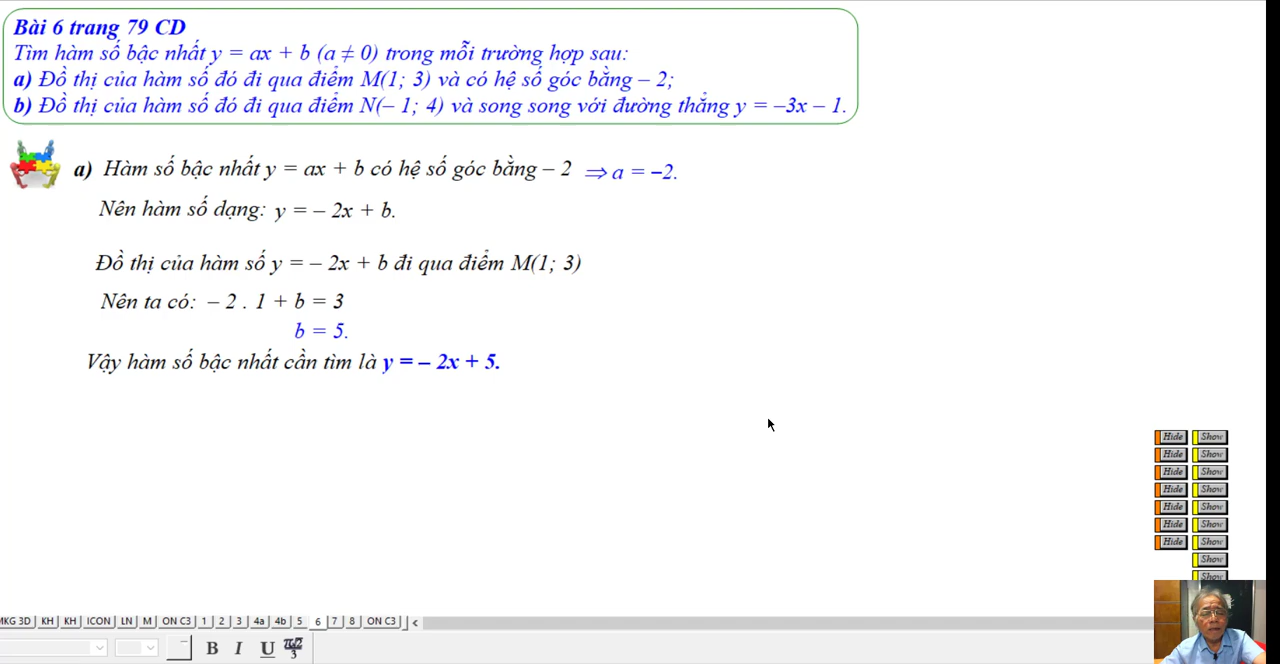 Bài 6 trang 79 CD
Tìm hàm số bậc nhất y = ax + b (a ≠ 0) trong mỗi trường hợp sau:
a) Đồ thị của hàm số đó đi qua điểm M(1; 3) và có hệ số góc bằng – 2;
b) Đồ thị của hàm số đó đi qua điểm N(– 1; 4) và song song với đường thẳng y = –3x – 1.
a) Hàm số bậc nhất y = ax + b có hệ số góc bằng – 2 ⇒ a = –2.
Nên hàm số dạng: y = – 2x + b.
Đồ thị của hàm số y = – 2x + b đi qua điểm M(1; 3)
Nên ta có: – 2 . 1 + b = 3
b = 5.
Vậy hàm số bậc nhất cần tìm là y = – 2x + 5.
Hide Show
Hide Show
Hide Show
Hide Show
Hide Show
Hide Show
Hide Show
Show
Show
MKG 3D KH KH ICON LN M ON C3 1 2 3 4a 4b 5 6 7 8 ON C3 <
B I U π√2/3